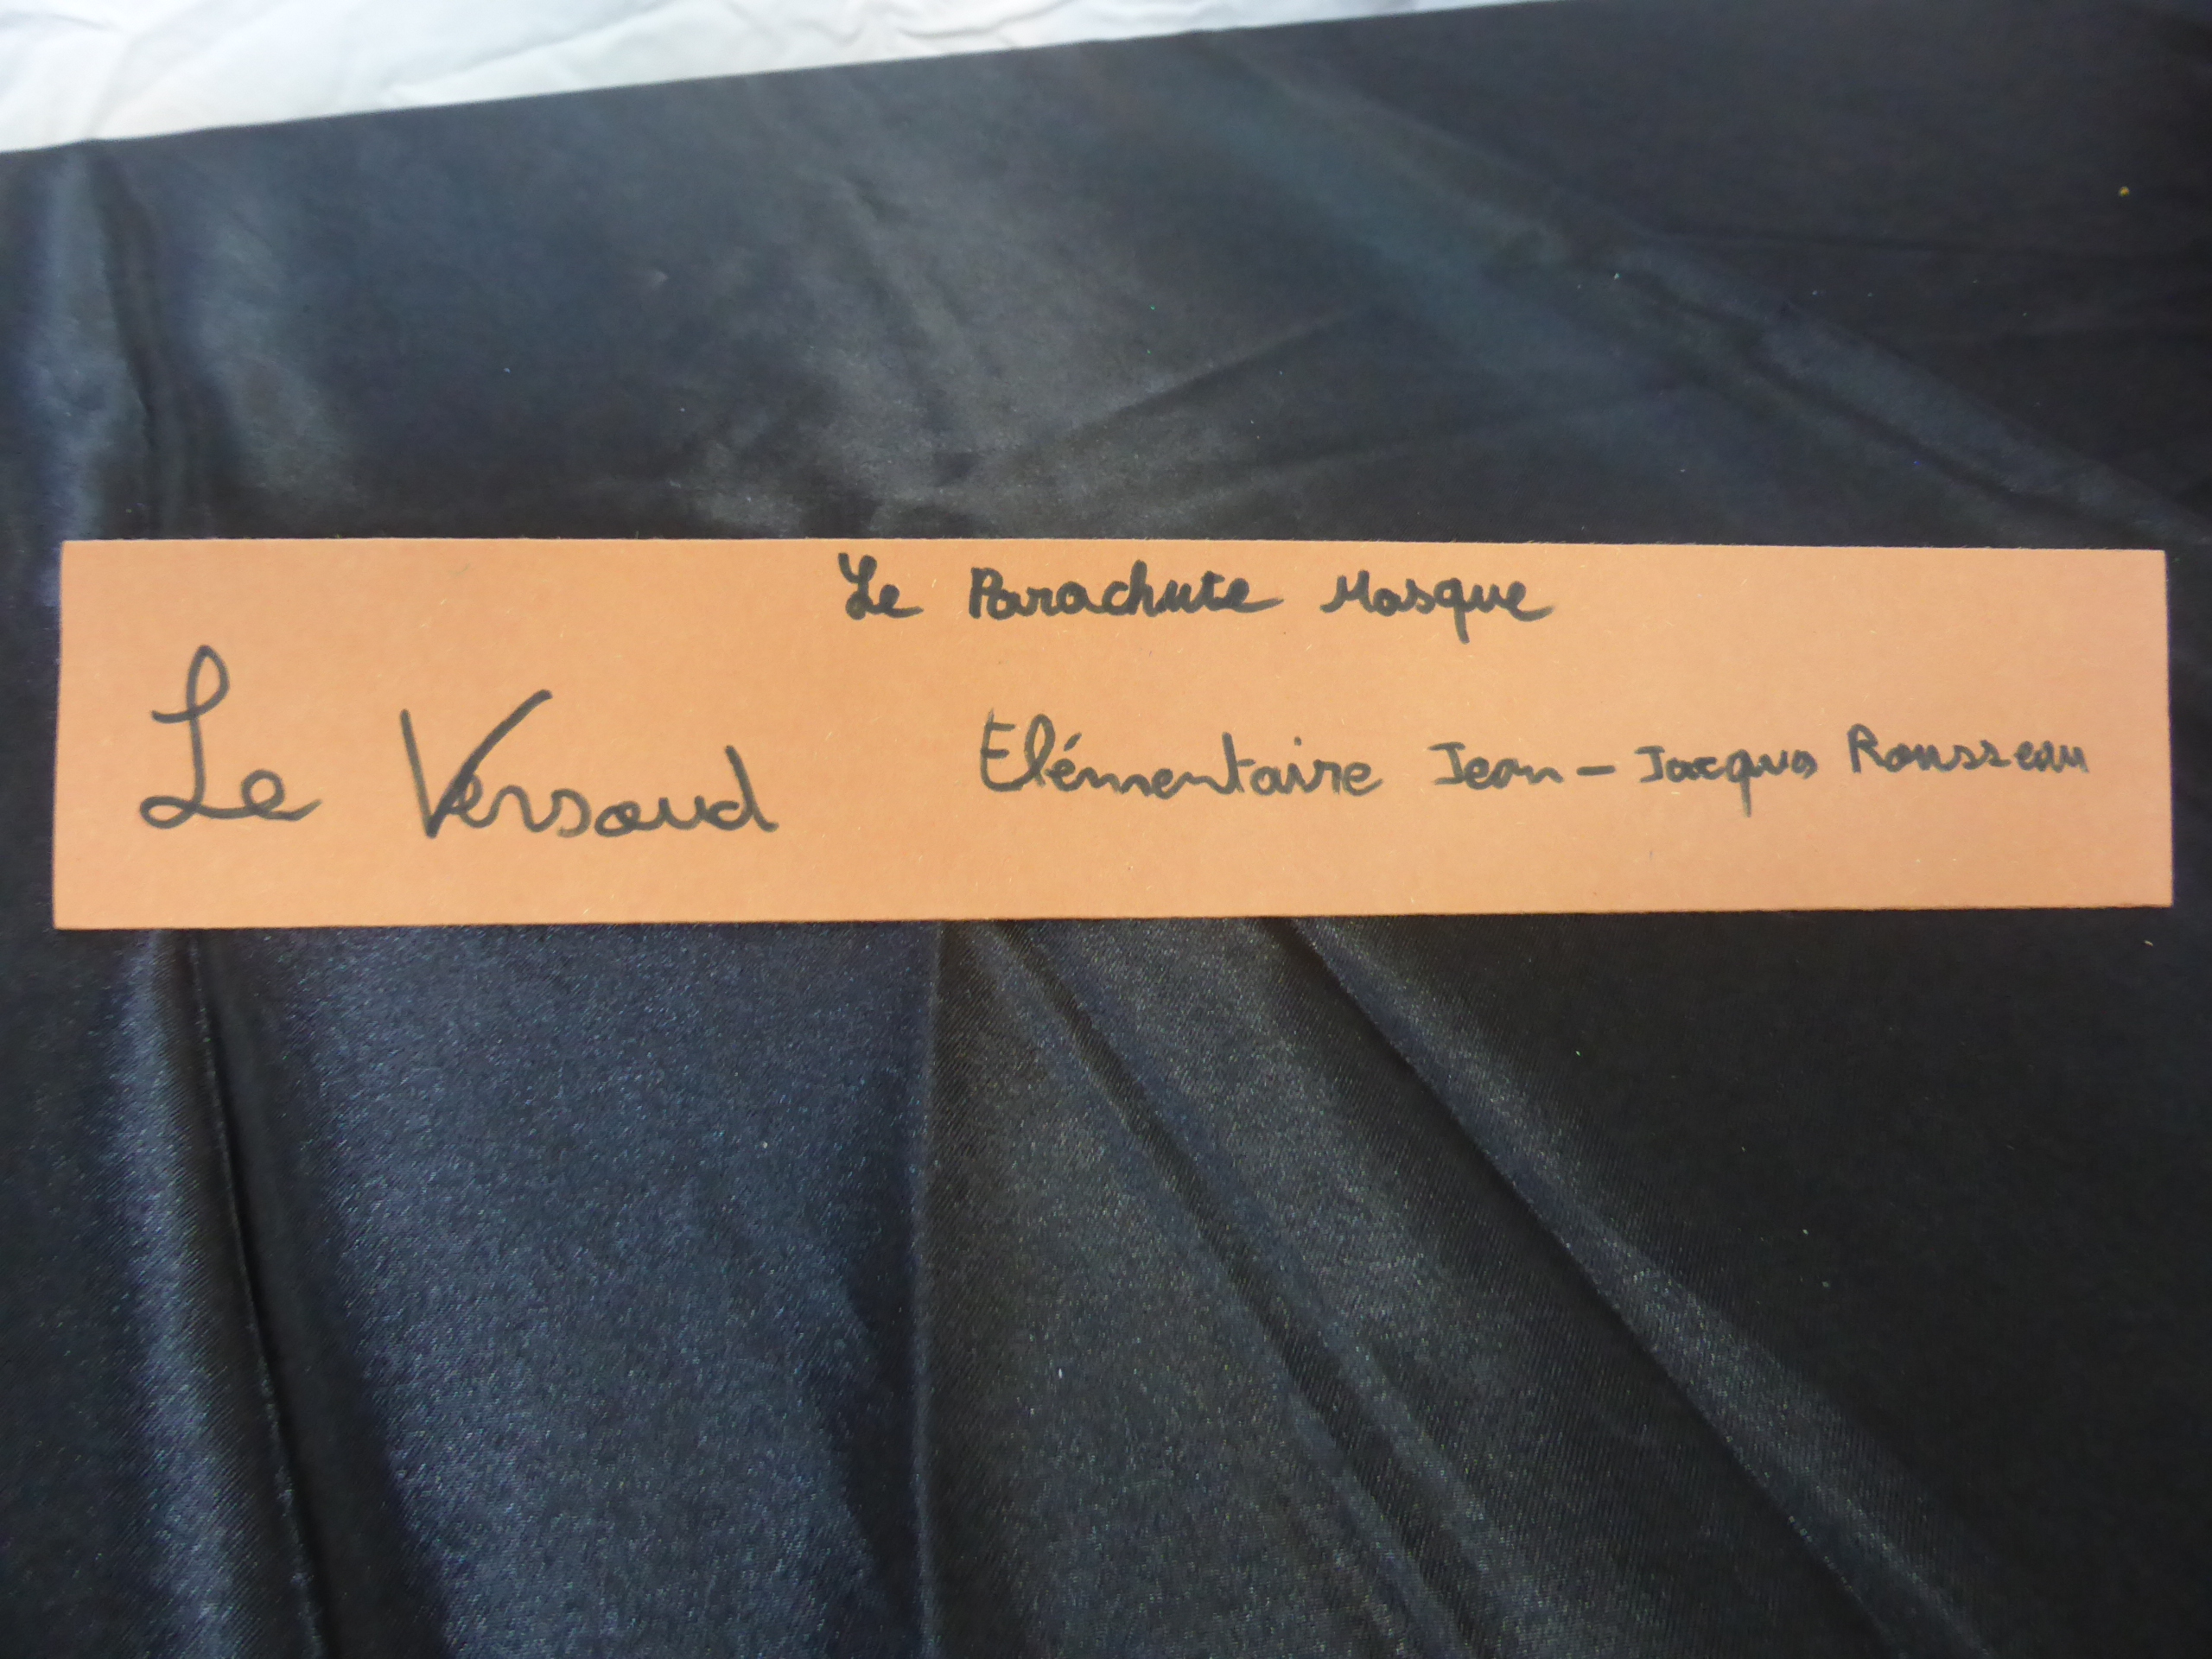 Le Parachute Masque
Le Versoud
Elémentaire Jean-Jacques Rousseau